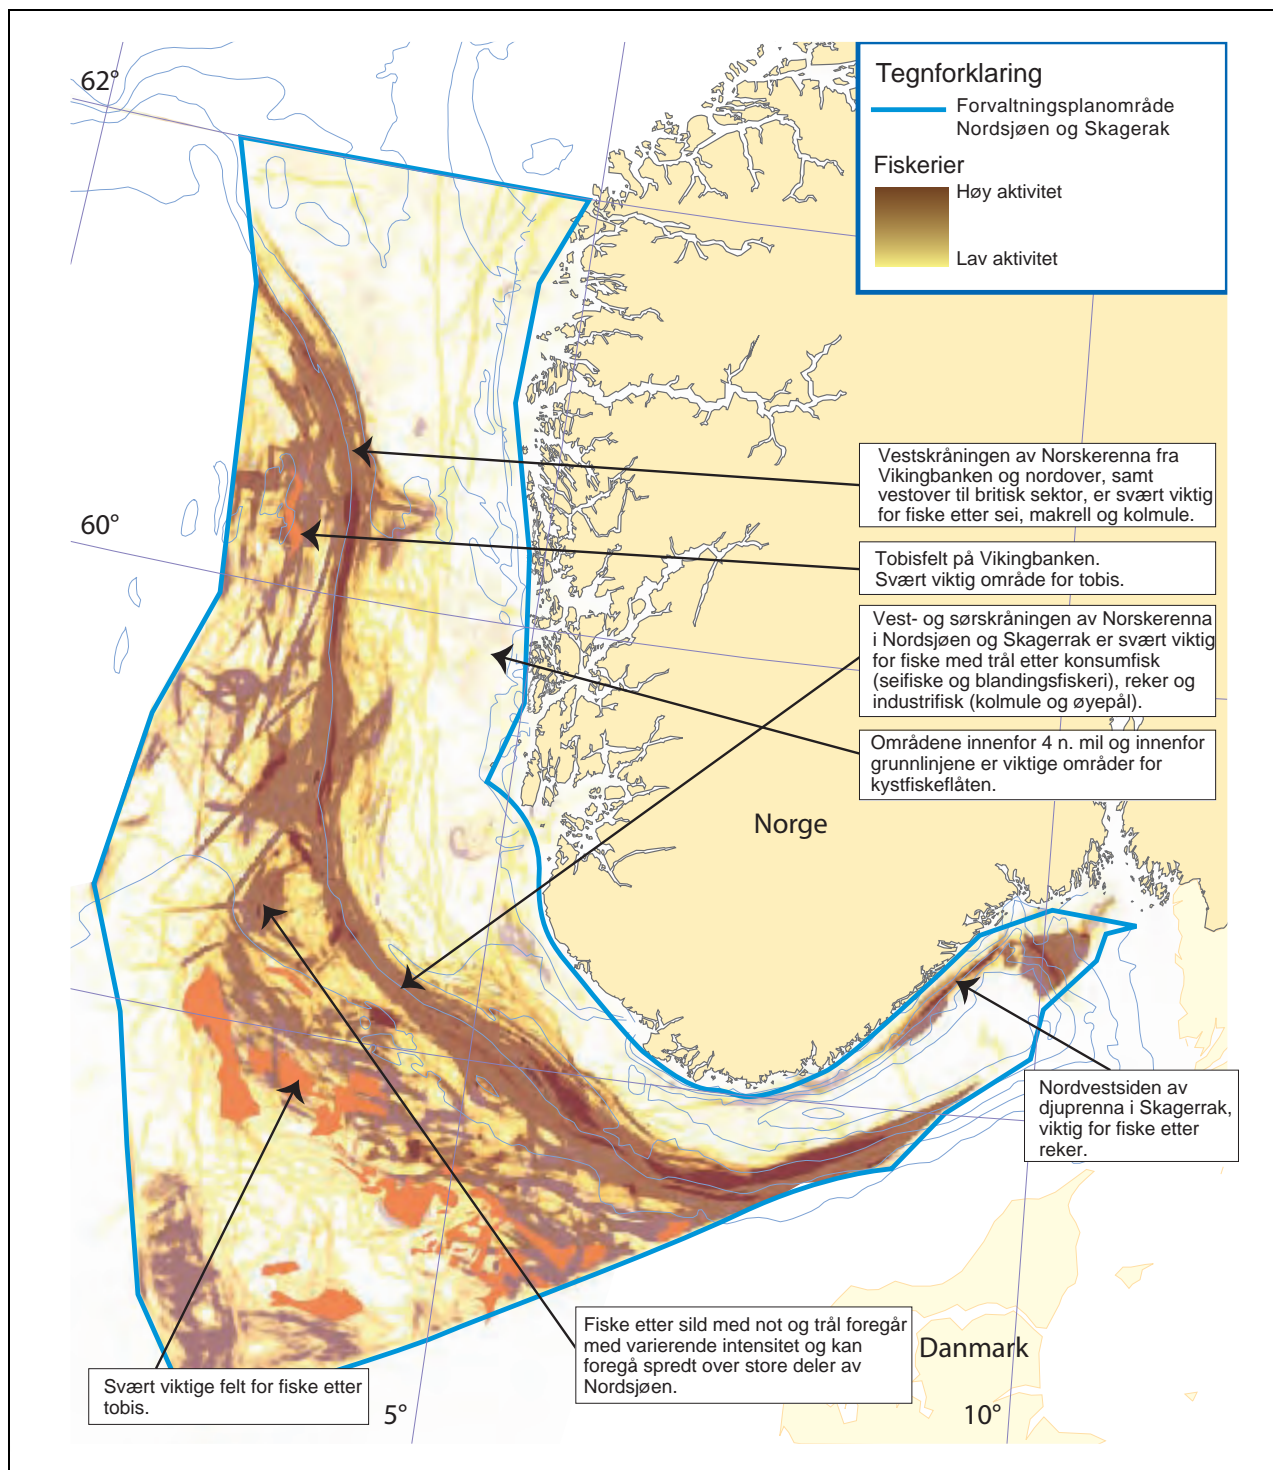 62°
Tegnforklaring
Forvaltningsplanområde
Nordsjøen og Skagerak
Fiskerier
Høy aktivitet
Lav aktivitet
Vestskråningen av Norskerenna fra
Vikingbanken og nordover, samt
vestover til britisk sektor, er svært viktig
for fiske etter sei, makrell og kolmule.
60°
Tobisfelt på Vikingbanken.
Svært viktig område for tobis.
Vest- og sørskråningen av Norskerenna
i Nordsjøen og Skagerrak er svært viktig
for fiske med trål etter konsumfisk
(seifiske og blandingsfiskeri), reker og
industrifisk (kolmule og øyepål).
Områdene innenfor 4 n. mil og innenfor
grunnlinjene er viktige områder for
kystfiskeflåten.
Norge
Nordvestsiden av
djuprenna i Skagerrak,
viktig for fiske etter
reker.
Fiske etter sild med not og trål foregår
med varierende intensitet og kan
foregå spredt over store deler av
Nordsjøen.
Danmark
Svært viktige felt for fiske etter
tobis.
5°
10°